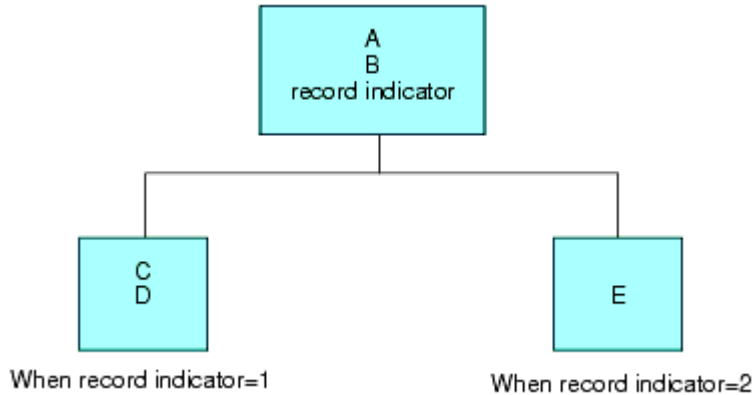 A
B
record indicator
C
D
E
When record indicator=1
When record indicator=2